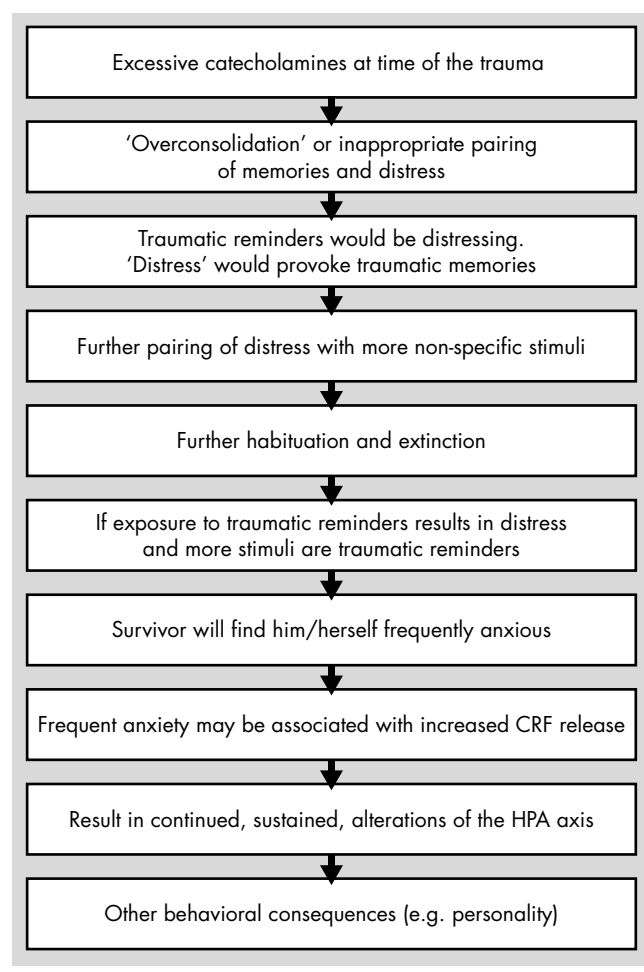 Excessive catecholamines at time of the trauma
‘Overconsolidation’ or inappropriate pairing
of memories and distress
Traumatic reminders would be distressing.
‘Distress’ would provoke traumatic memories
Further pairing of distress with more non-specific stimuli
Further habituation and extinction
If exposure to traumatic reminders results in distress
and more stimuli are traumatic reminders
Survivor will find him/herself frequently anxious
Frequent anxiety may be associated with increased CRF release
Result in continued, sustained, alterations of the HPA axis
Other behavioral consequences (e.g. personality)